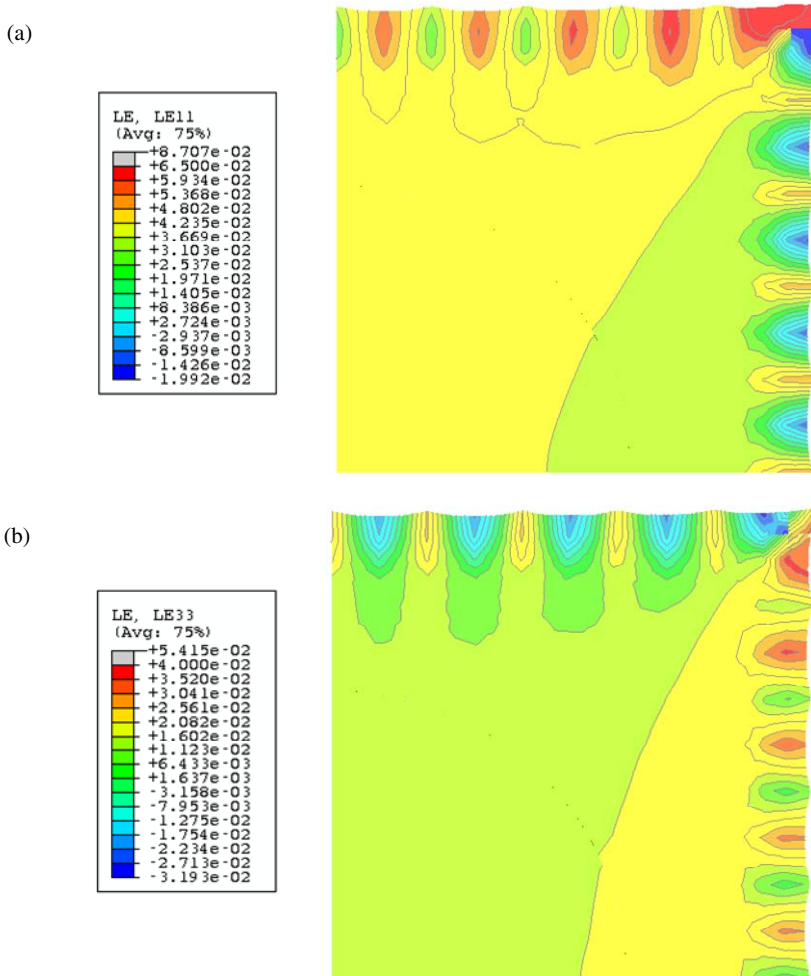 (a)
LE, LE11
(Avg: 75%)
+8.707e-02
+6.500e-02
+5.934e-02
+5.368e-02
+4.802e-02
+4.235e-02
+3.669e-02
+3.103e-02
+2.537e-02
+1.971e-02
+1.405e-02
+8.386e-03
+2.724e-03
-2.937e-03
-8.599e-03
-1.426e-02
-1.992e-02
(b)
LE, LE33
(Avg: 75%)
+5.415e-02
+4.000e-02
+3.520e-02
+3.041e-02
+2.561e-02
+2.082e-02
+1.602e-02
+1.123e-02
+6.433e-03
+1.637e-03
-3.158e-03
-7.953e-03
-1.275e-02
-1.754e-02
-2.234e-02
-2.713e-02
-3.193e-02